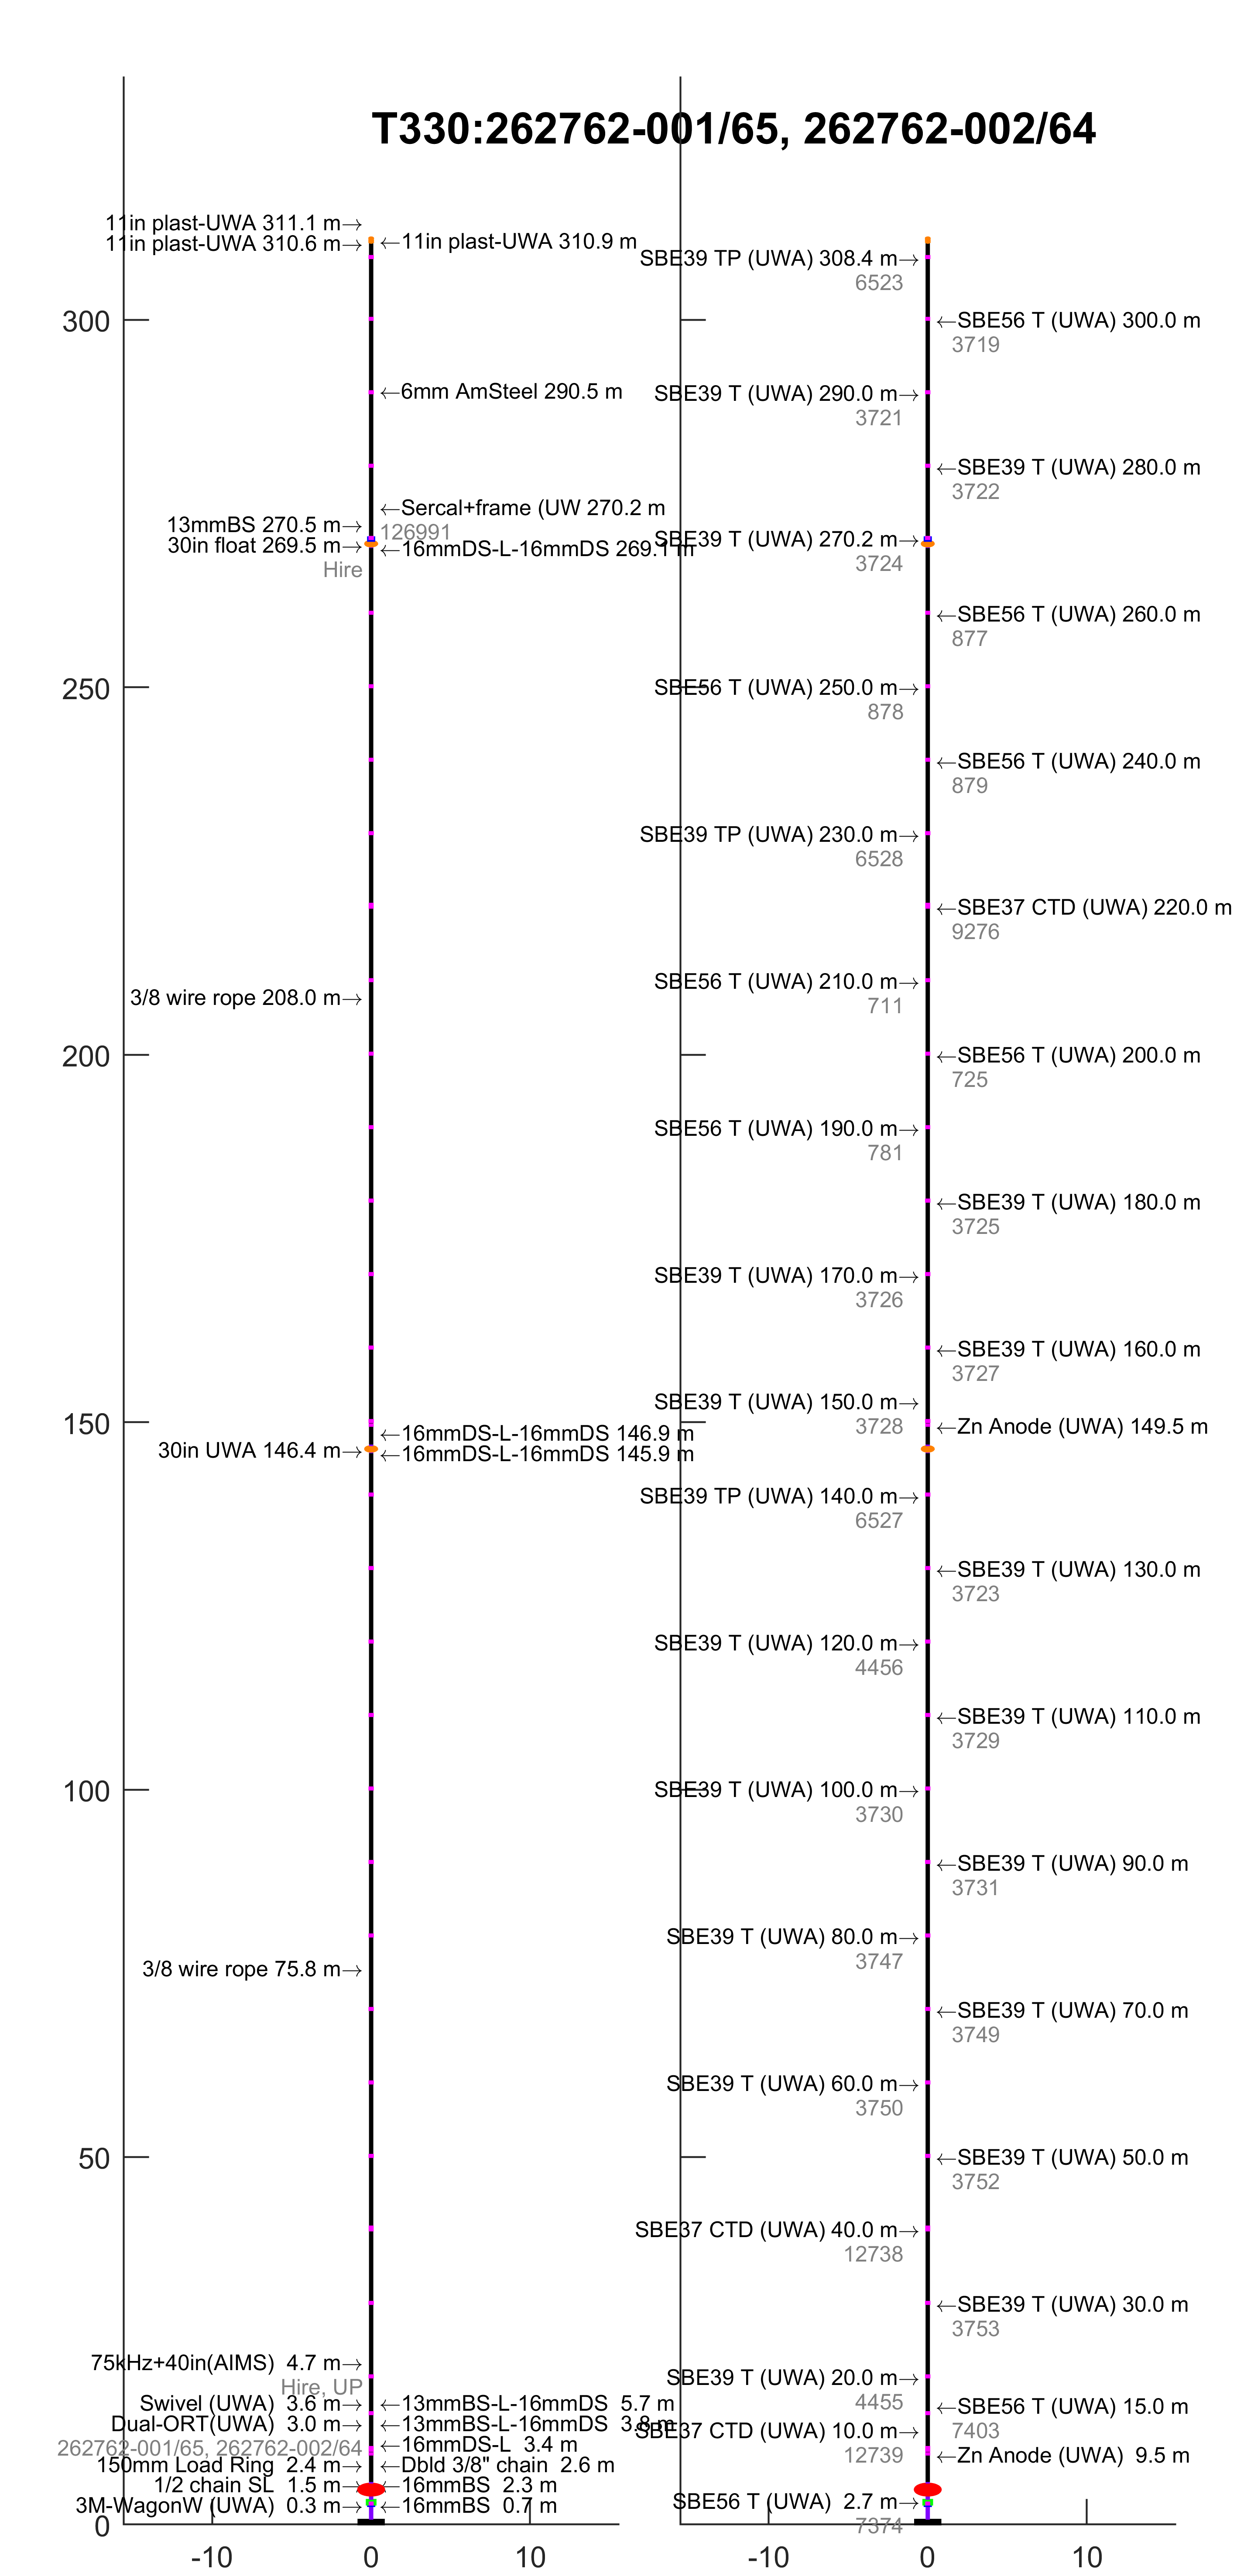 T330:262762-001/65, 262762-002/64
11in plast-UWA 311.1 m→
11in plast-UWA 310.6 m→
←11in plast-UWA 310.9 m
300
←6mm AmSteel 290.5 m
←Sercal+frame (UW 270.2 m
126991
13mmBS 270.5 m→
30in float 269.5 m→
Hire
←16mmDS-L-16mmDS 269.1 m
250
3/8 wire rope 208.0 m→
200
150
←16mmDS-L-16mmDS 146.9 m
30in UWA 146.4 m→
←16mmDS-L-16mmDS 145.9 m
100
3/8 wire rope 75.8 m→
50
75kHz+40in(AIMS) 4.7 m→
Hire, UP
Swivel (UWA) 3.6 m→
←13mmBS-L-16mmDS 5.7 m
Dual-ORT(UWA) 3.0 m→
262762-001/65, 262762-002/64
←13mmBS-L-16mmDS 3.8 m
←16mmDS-L 3.4 m
150mm Load Ring 2.4 m→
←Dbld 3/8" chain 2.6 m
1/2 chain SL 1.5 m→
←16mmBS 2.3 m
3M-WagonW (UWA) 0.3 m→
←16mmBS 0.7 m
0
-10 0 10
SBE39 TP (UWA) 308.4 m→
6523
←SBE56 T (UWA) 300.0 m
3719
SBE39 T (UWA) 290.0 m→
3721
←SBE39 T (UWA) 280.0 m
3722
SBE39 T (UWA) 270.2 m→
3724
←SBE56 T (UWA) 260.0 m
877
SBE56 T (UWA) 250.0 m→
878
←SBE56 T (UWA) 240.0 m
879
SBE39 TP (UWA) 230.0 m→
6528
←SBE37 CTD (UWA) 220.0 m
9276
SBE56 T (UWA) 210.0 m→
711
←SBE56 T (UWA) 200.0 m
725
SBE56 T (UWA) 190.0 m→
781
←SBE39 T (UWA) 180.0 m
3725
SBE39 T (UWA) 170.0 m→
3726
←SBE39 T (UWA) 160.0 m
3727
SBE39 T (UWA) 150.0 m→
3728
←Zn Anode (UWA) 149.5 m
SBE39 TP (UWA) 140.0 m→
6527
←SBE39 T (UWA) 130.0 m
3723
SBE39 T (UWA) 120.0 m→
4456
←SBE39 T (UWA) 110.0 m
3729
SBE39 T (UWA) 100.0 m→
3730
←SBE39 T (UWA) 90.0 m
3731
SBE39 T (UWA) 80.0 m→
3747
←SBE39 T (UWA) 70.0 m
3749
SBE39 T (UWA) 60.0 m→
3750
←SBE39 T (UWA) 50.0 m
3752
SBE37 CTD (UWA) 40.0 m→
12738
←SBE39 T (UWA) 30.0 m
3753
SBE39 T (UWA) 20.0 m→
4455
←SBE56 T (UWA) 15.0 m
7403
SBE37 CTD (UWA) 10.0 m→
12739
←Zn Anode (UWA) 9.5 m
SBE56 T (UWA) 2.7 m→
7374
-10 0 10